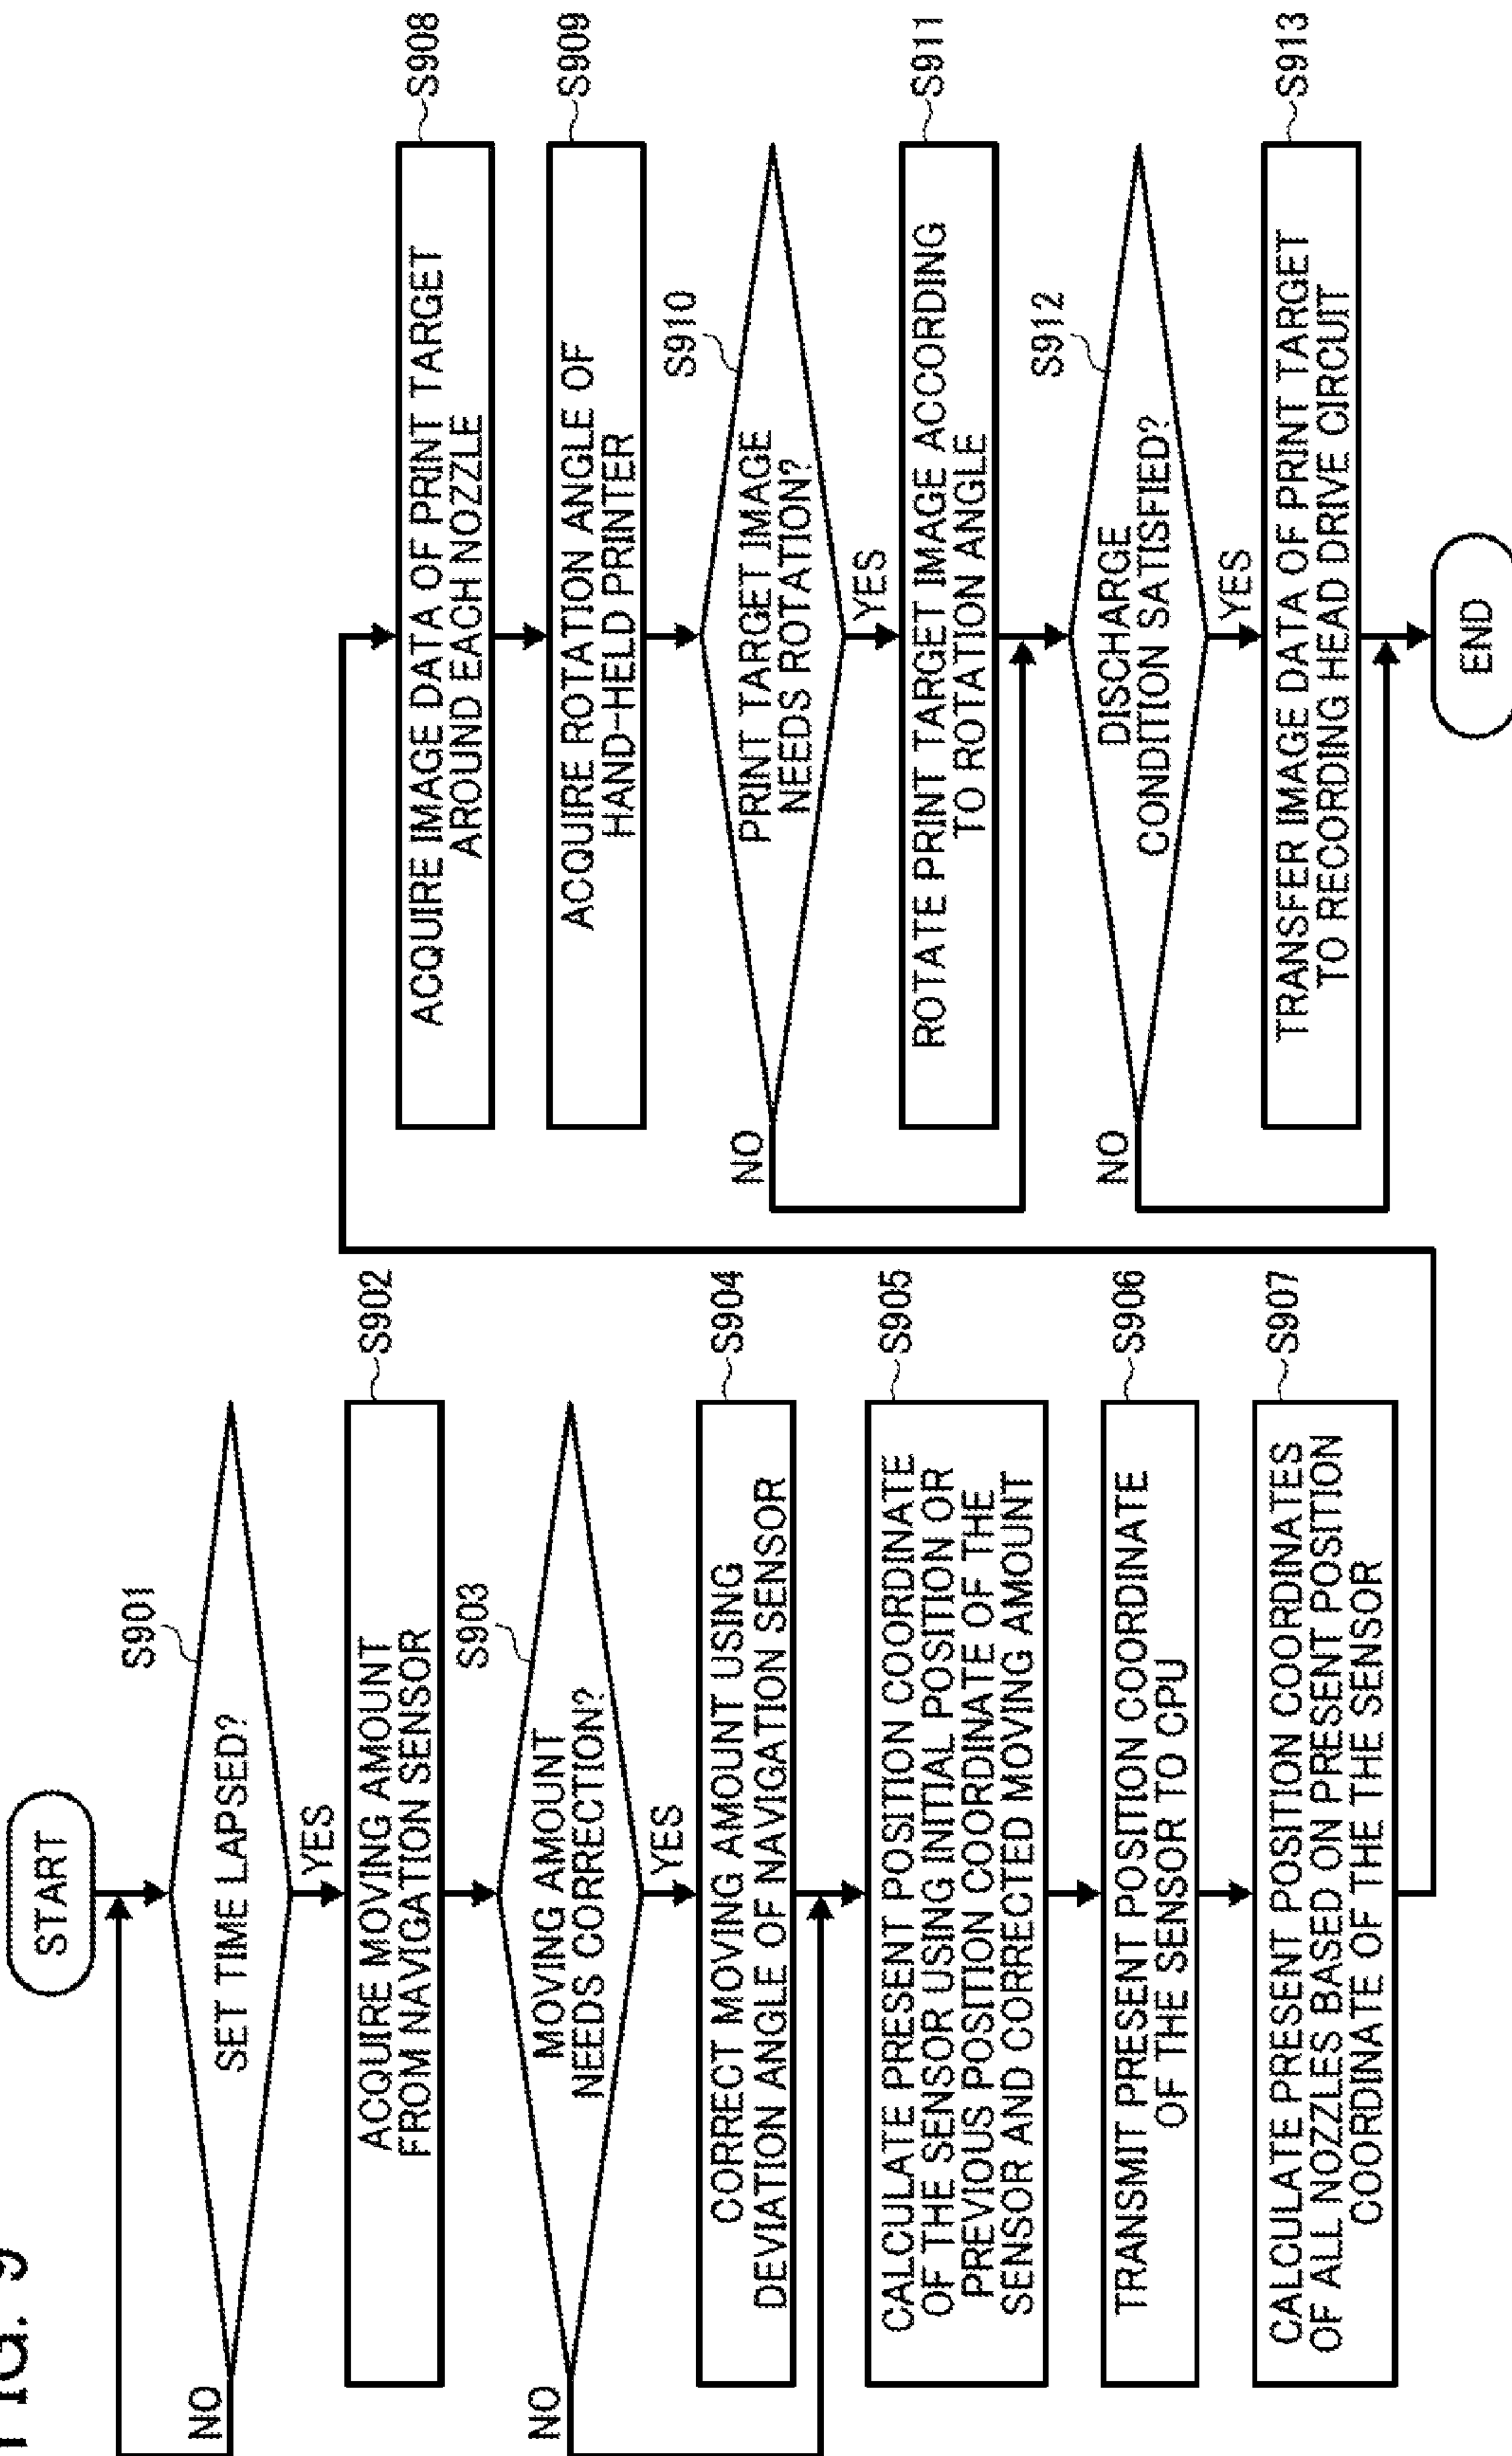 FIG. 9
START
S901
SET TIME LAPSED?
NO
YES
S902
ACQUIRE MOVING AMOUNT
FROM NAVIGATION SENSOR
S903
MOVING AMOUNT
NEEDS CORRECTION?
NO
YES
S904
CORRECT MOVING AMOUNT USING
DEVIATION ANGLE OF NAVIGATION SENSOR
S905
CALCULATE PRESENT POSITION COORDINATE
OF THE SENSOR USING INITIAL POSITION OR
PREVIOUS POSITION COORDINATE OF THE
SENSOR AND CORRECTED MOVING AMOUNT
S906
TRANSMIT PRESENT POSITION COORDINATE
OF THE SENSOR TO CPU
S907
CALCULATE PRESENT POSITION COORDINATES
OF ALL NOZZLES BASED ON PRESENT POSITION
COORDINATE OF THE THE SENSOR
S908
ACQUIRE IMAGE DATA OF PRINT TARGET
AROUND EACH NOZZLE
S909
ACQUIRE ROTATION ANGLE OF
HAND-HELD PRINTER
S910
PRINT TARGET IMAGE
NEEDS ROTATION?
NO
YES
S911
ROTATE PRINT TARGET IMAGE ACCORDING
TO ROTATION ANGLE
S912
DISCHARGE
CONDITION SATISFIED?
NO
YES
S913
TRANSFER IMAGE DATA OF PRINT TARGET
TO RECORDING HEAD DRIVE CIRCUIT
END